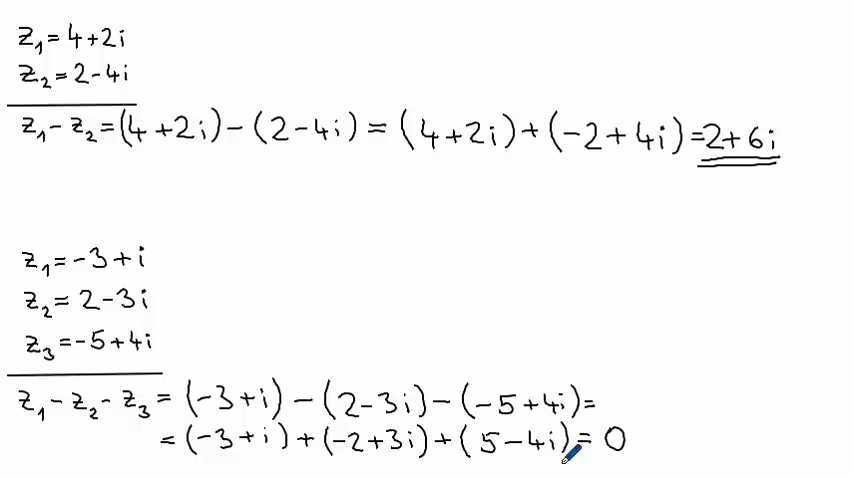 z₁ = 4 + 2i
z₂ = 2 - 4i
z₁ - z₂ = (4 + 2i) - (2 - 4i) = (4 + 2i) + (-2 + 4i) = 2 + 6i
z₁ = -3 + i
z₂ = 2 - 3i
z₃ = -5 + 4i
z₁ - z₂ - z₃ = (-3 + i) - (2 - 3i) - (-5 + 4i) =
= (-3 + i) + (-2 + 3i) + (5 - 4i) = 0